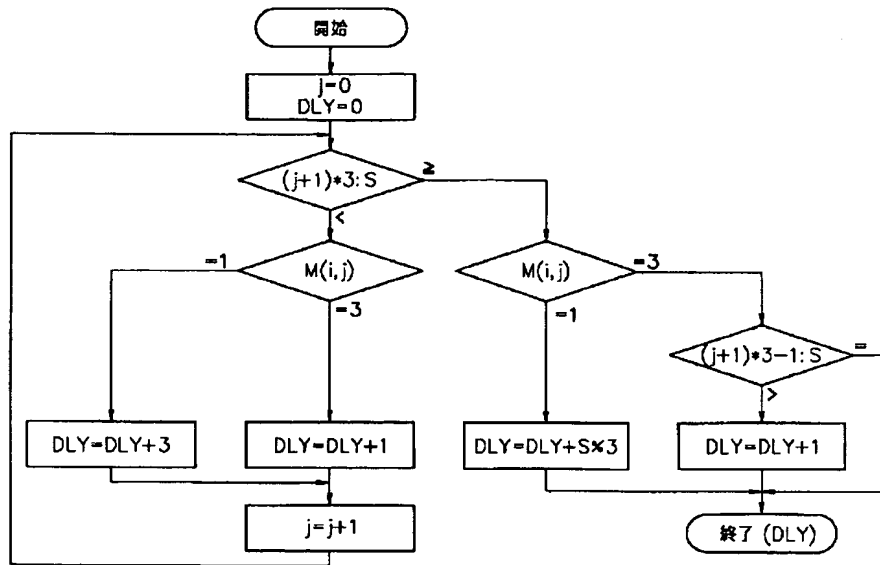 開始
j=0
DLY=0
(j+1)*3:S
≧
<
M(i,j)
=1
=3
M(i,j)
=3
=1
(j+1)*3-1:S
=
>
DLY=DLY+3
DLY=DLY+1
DLY=DLY+S%3
DLY=DLY+1
j=j+1
終了 (DLY)